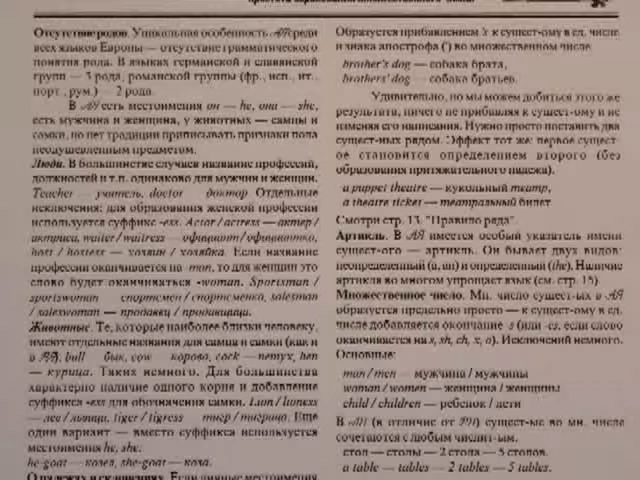 Отсутствие родов. Уникальная особенность АЯ среди
всех языков Европы — отсутствие грамматического
понятия рода. В языках германской и славянской
групп — 3 рода, романской группы (фр., исп., ит.,
порт., рум.) — 2 рода.
В АЯ есть местоимения он — he, она — she,
есть мужчина и женщина, у животных — самцы и
самки, но нет традиции приписывать признаки пола
неодушевленным предметам.
Люди. В большинстве случаев название профессий,
должностей и т.п. одинаково для мужчин и женщин.
Teacher — учитель, doctor — доктор Отдельные
исключения: для образования женской профессии
используется суффикс -ess. Actor / actress — актер /
актриса, waiter / waitress — официант / официантка,
host / hostess — хозяин / хозяйка. Если название
профессии оканчивается на -man, то для женщин это
слово будет оканчиваться -woman. Sportsman /
sportswoman — спортсмен / спортсменка, salesman
/ saleswoman — продавец / продавщица.
Животные. Те, которые наиболее близки человеку,
имеют отдельные названия для самца и самки (как и
в АЯ), bull — бык, cow — корова, cock — петух, hen
— курица. Таких немного. Для большинства
характерно наличие одного корня и добавление
суффикса -ess для обозначения самки. Lion / lioness
— лев / львица, tiger / tigress — тигр / тигрица. Еще
один вариант — вместо суффикса используется
местоимения he, she.
he-goat — козел, she-goat — коза.
Образуется прибавлением 's к сущест-ому в ед. числе
и знака апострофа (') во множественном числе
brother's dog — собака брата,
brothers' dog — собака братьев.
Удивительно, но мы можем добиться этого же
результата, ничего не прибавляя к сущест-ому и не
изменяя его написания. Нужно просто поставить два
сущест-ных рядом. Эффект тот же: первое сущест-
ое становится определением второго (без
образования притяжательного падежа).
a puppet theatre — кукольный театр,
a theatre ticket — театральный билет
Смотри стр. 13. "Правило ряда".
Артикль. В АЯ имеется особый указатель имени
сущест-ого — артикль. Он бывает двух видов:
неопределенный (a, an) и определенный (the). Наличие
артикля во многом упрощает язык (см. стр. 15).
Множественное число. Мн. число сущест-ых в АЯ
образуется предельно просто — к сущест-ому в ед.
числе добавляется окончание -s (или -es, если слово
оканчивается на s, sh, ch, x, o). Исключений немного.
Основные:
man / men — мужчина / мужчины
woman / women — женщина / женщины
child / children — ребенок / дети
В АЯ (в отличие от РЯ) сущест-ые во мн. числе
сочетаются с любым числит-ым.
стол — столы — 2 стола — 5 столов.
a table — tables — 2 tables — 5 tables.